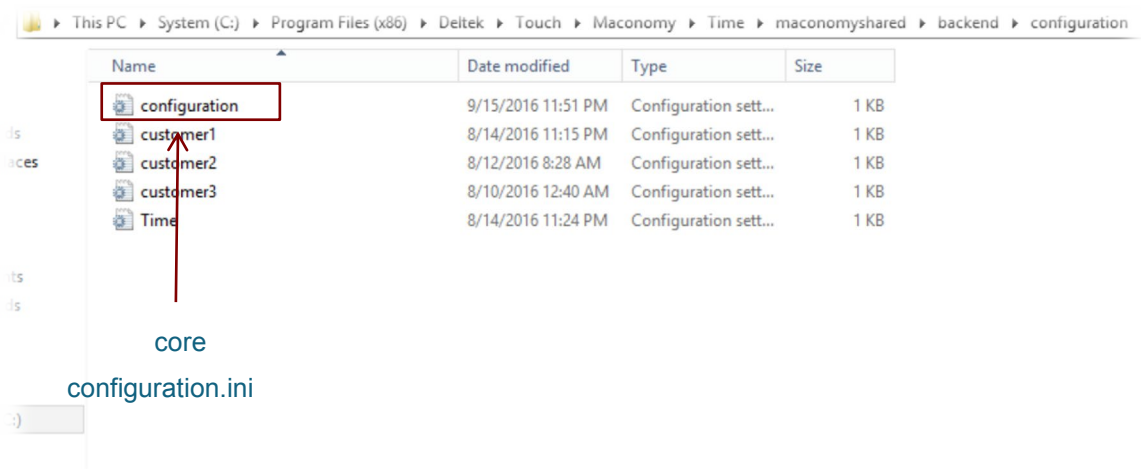 This PC ▸ System (C:) ▸ Program Files (x86) ▸ Deltek ▸ Touch ▸ Maconomy ▸ Time ▸ maconomyshared ▸ backend ▸ configuration
Name Date modified Type Size
configuration 9/15/2016 11:51 PM Configuration sett... 1 KB
customer1 8/14/2016 11:15 PM Configuration sett... 1 KB
customer2 8/12/2016 8:28 AM Configuration sett... 1 KB
customer3 8/10/2016 12:40 AM Configuration sett... 1 KB
Time 8/14/2016 11:24 PM Configuration sett... 1 KB
core
configuration.ini